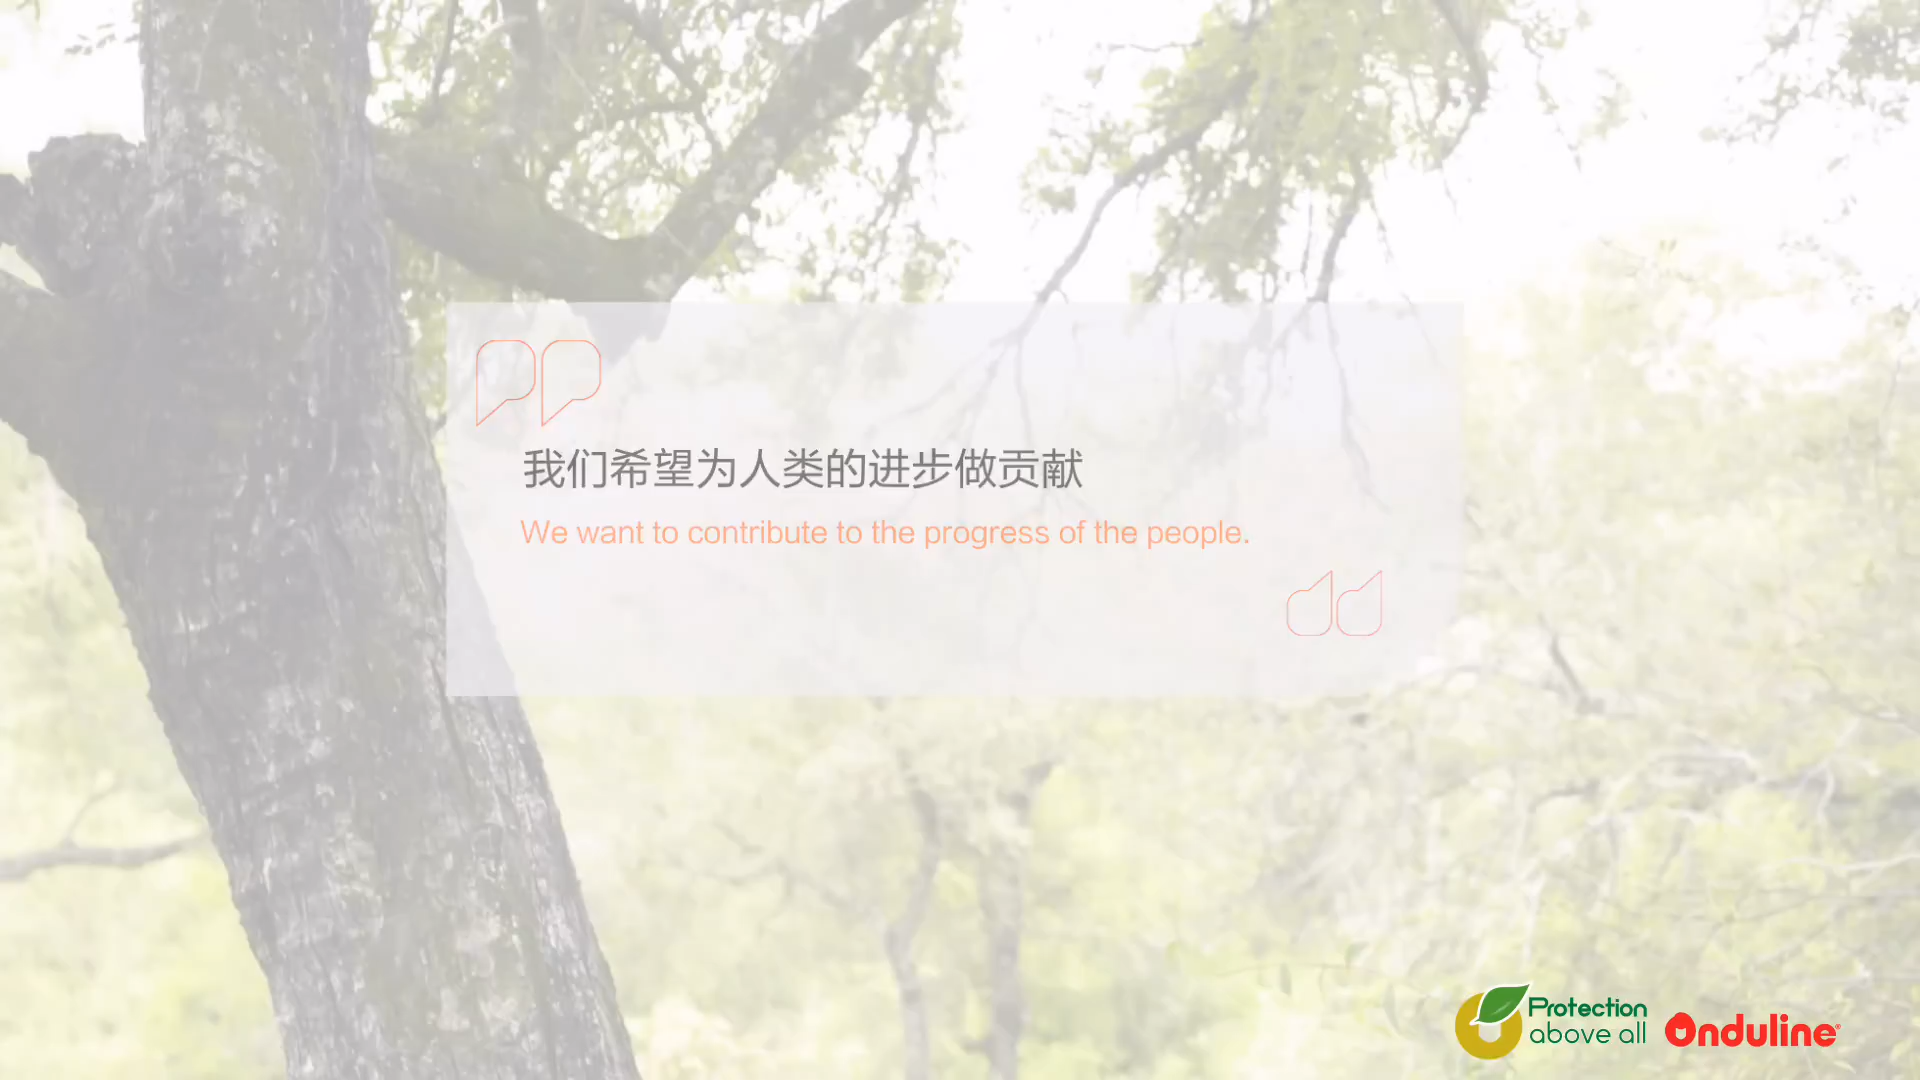 我们希望为人类的进步做贡献
We want to contribute to the progress of the people.
Protection
above all
Onduline®